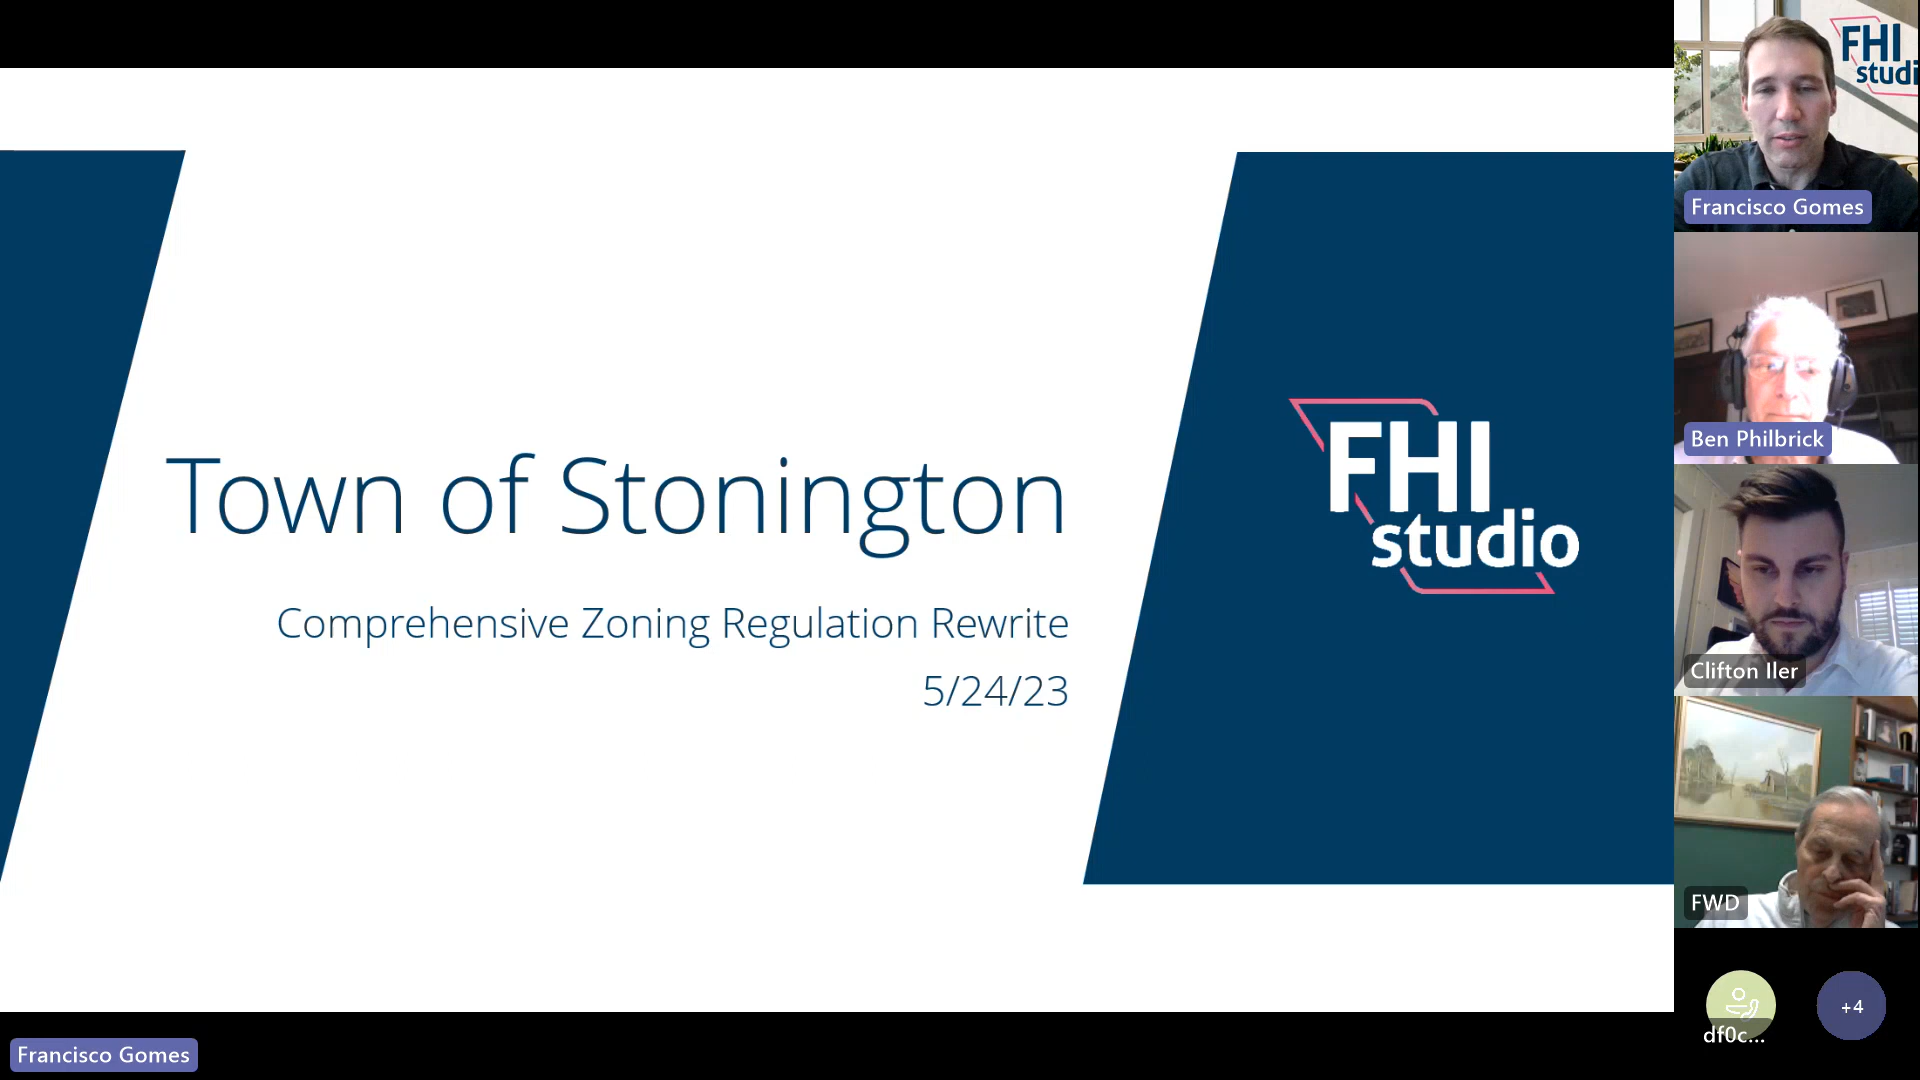 Town of Stonington
Comprehensive Zoning Regulation Rewrite
5/24/23
FHI
studio
FHI
studi
Francisco Gomes
Ben Philbrick
Clifton Iler
FWD
df0c...
+4
Francisco Gomes